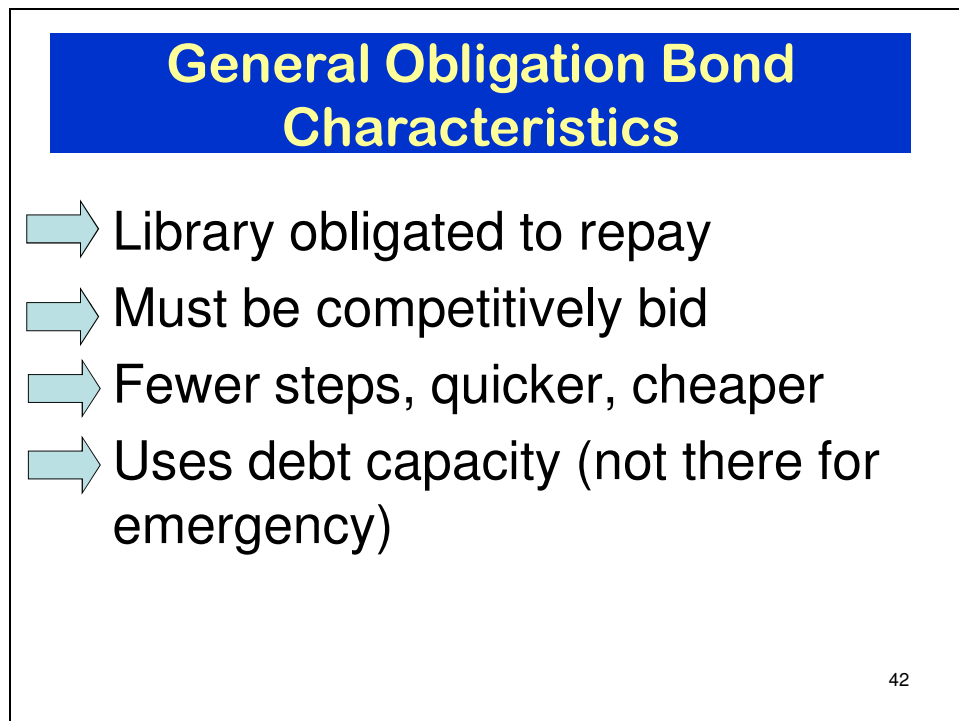 General Obligation Bond
Characteristics
Library obligated to repay
Must be competitively bid
Fewer steps, quicker, cheaper
Uses debt capacity (not there for
emergency)
42